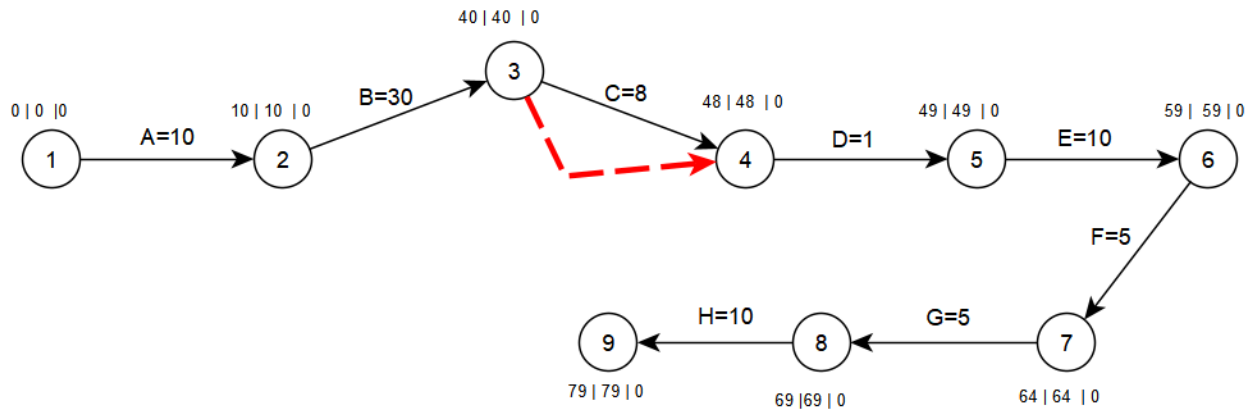 40 | 40 | 0
0 | 0 |0
10 | 10 | 0
B=30
3
C=8
48 | 48 | 0
49 | 49 | 0
59 | 59 | 0
1
A=10
2
4
D=1
5
E=10
6
F=5
9
H=10
8
G=5
7
79 | 79 | 0
69 |69 | 0
64 | 64 | 0